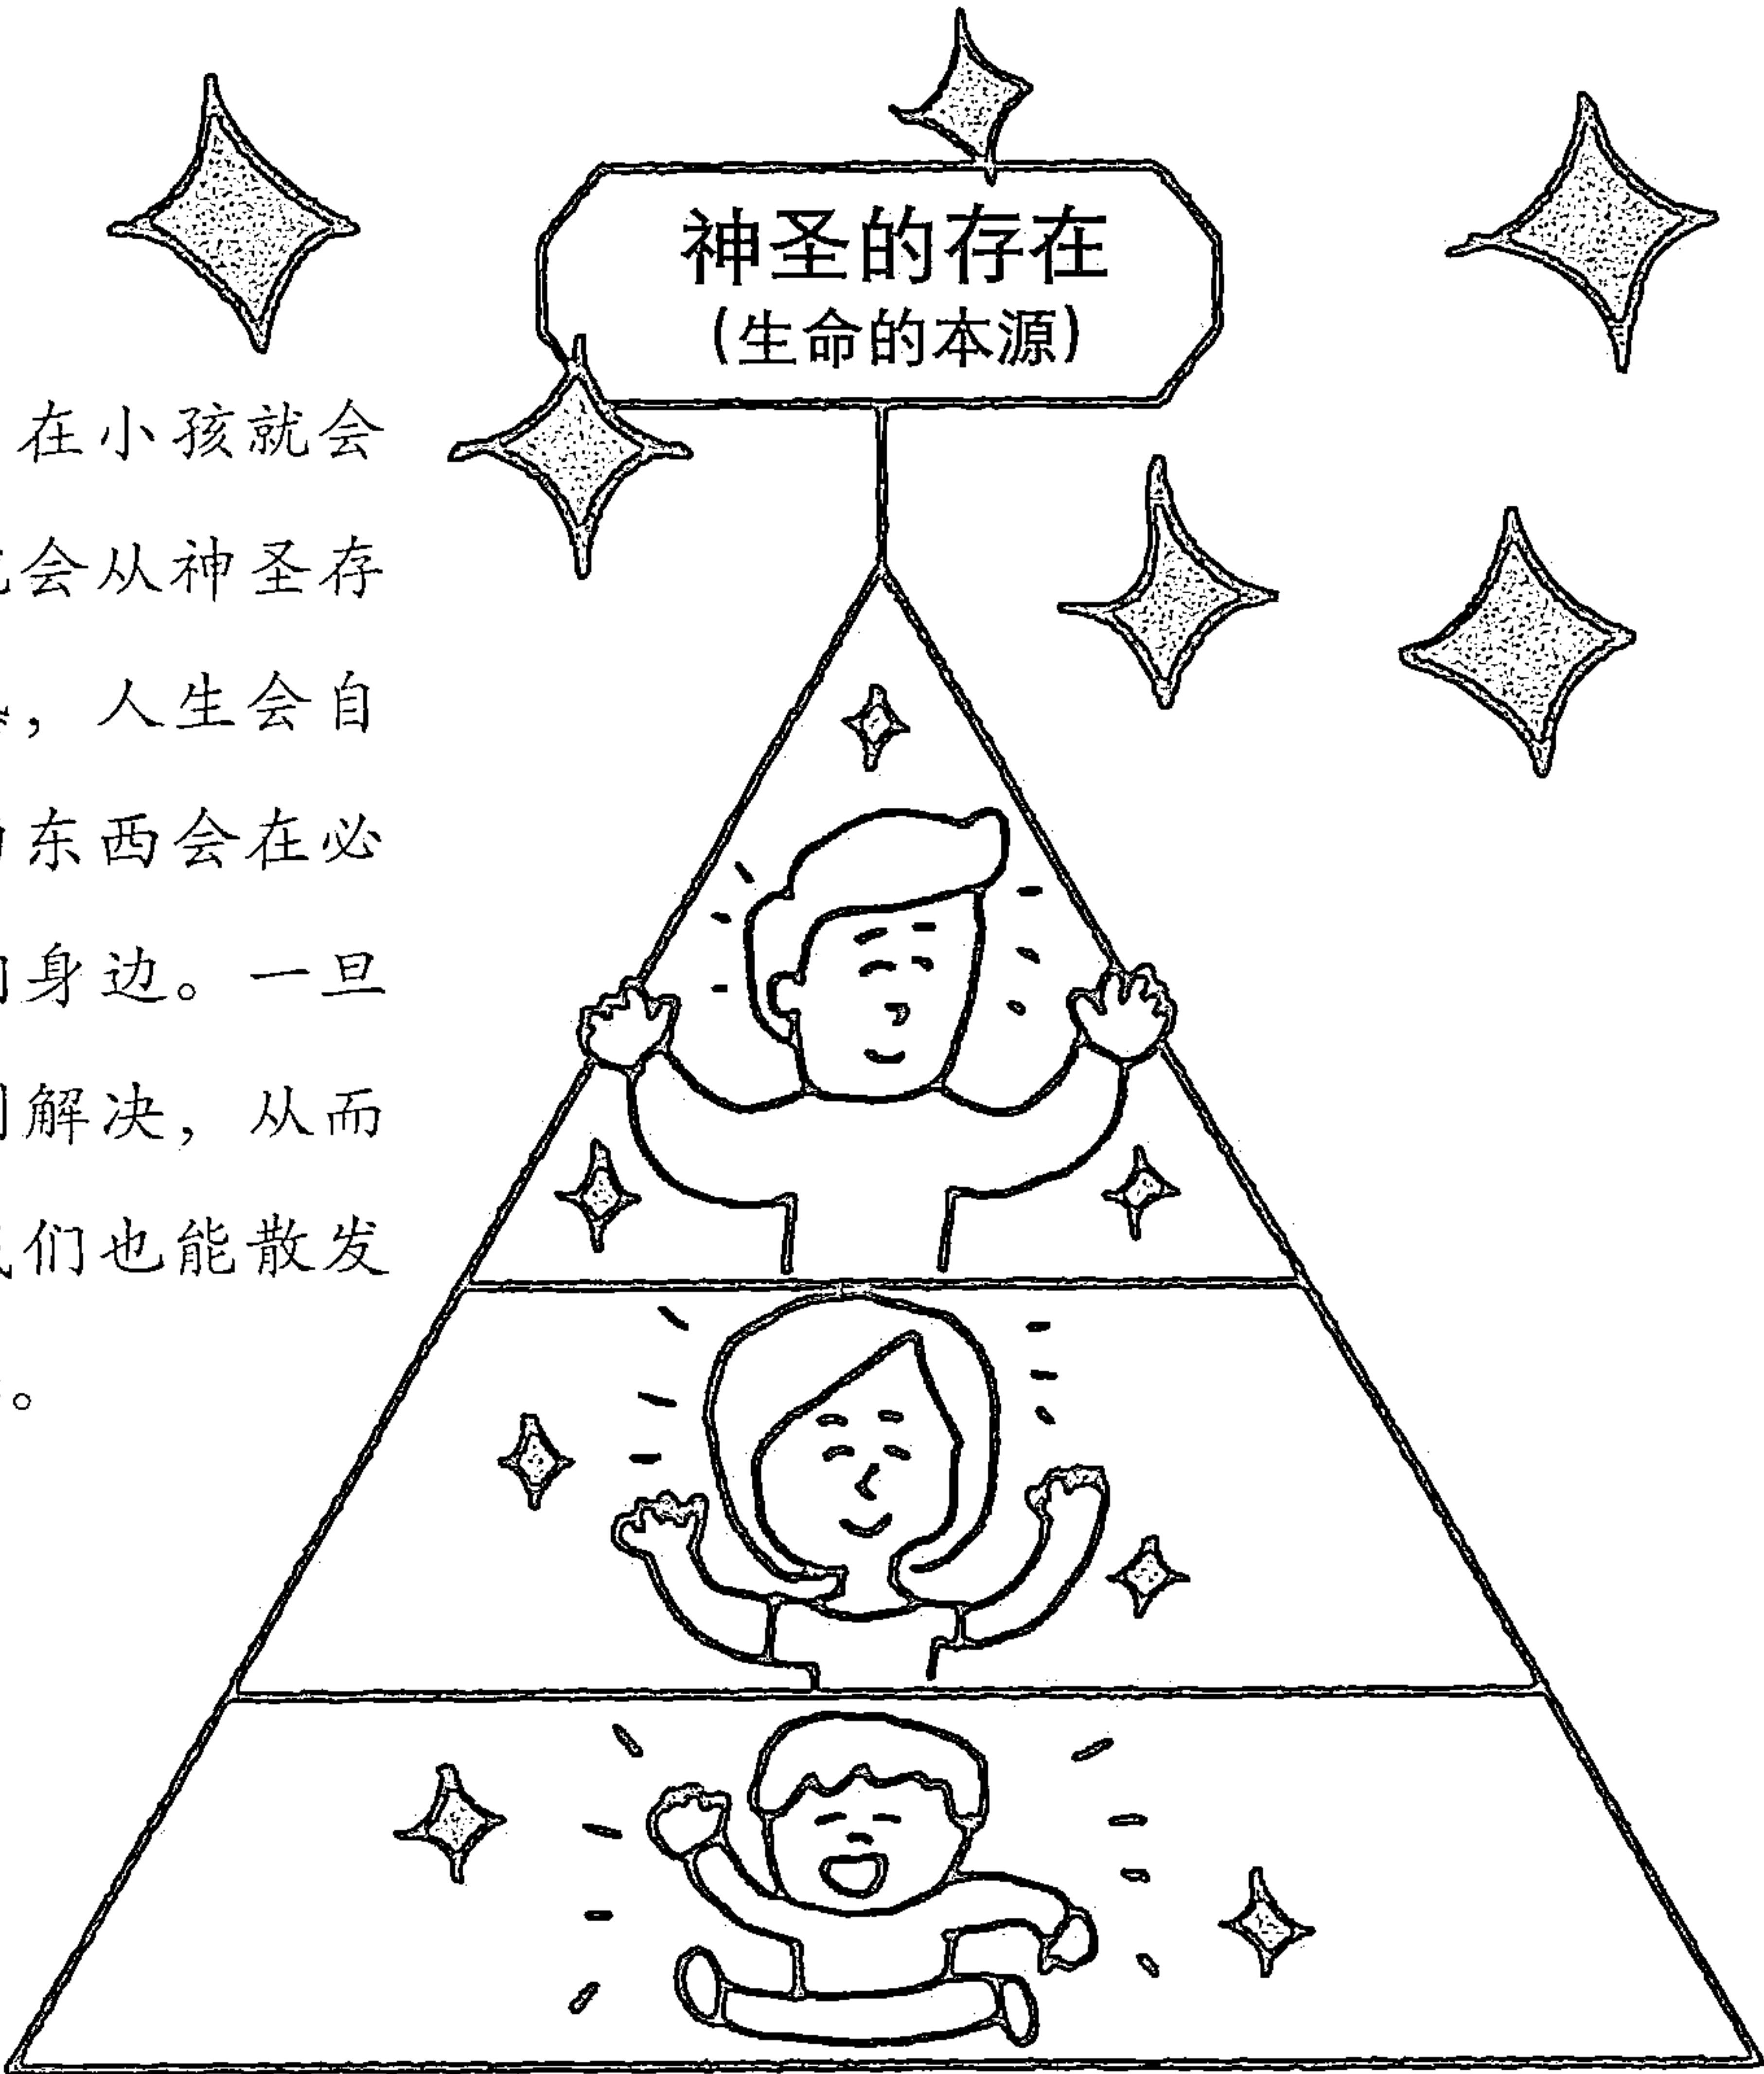 神圣的存在
(生命的本源)
在小孩就会
会从神圣存
，人生会自
东西会在必
身边。一旦
解决，从而
们也能散发
。